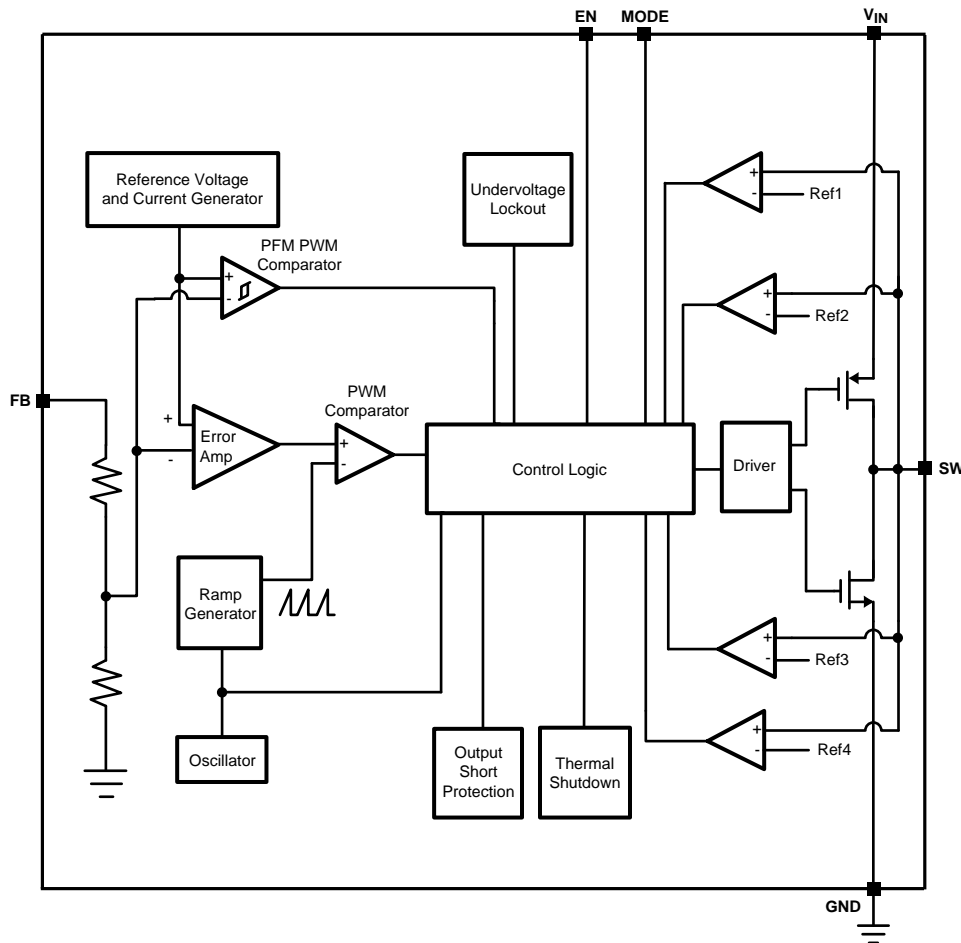 EN
MODE
VIN
Reference Voltage
and Current Generator
Undervoltage
Lockout
+
-
Ref1
PFM PWM
Comparator
+
-
+
-
Ref2
FB
PWM
Comparator
+
-
Error
Amp
+
-
Control Logic
Driver
SW
Ramp
Generator
+
-
Ref3
Oscillator
Output
Short
Protection
Thermal
Shutdown
+
-
Ref4
GND